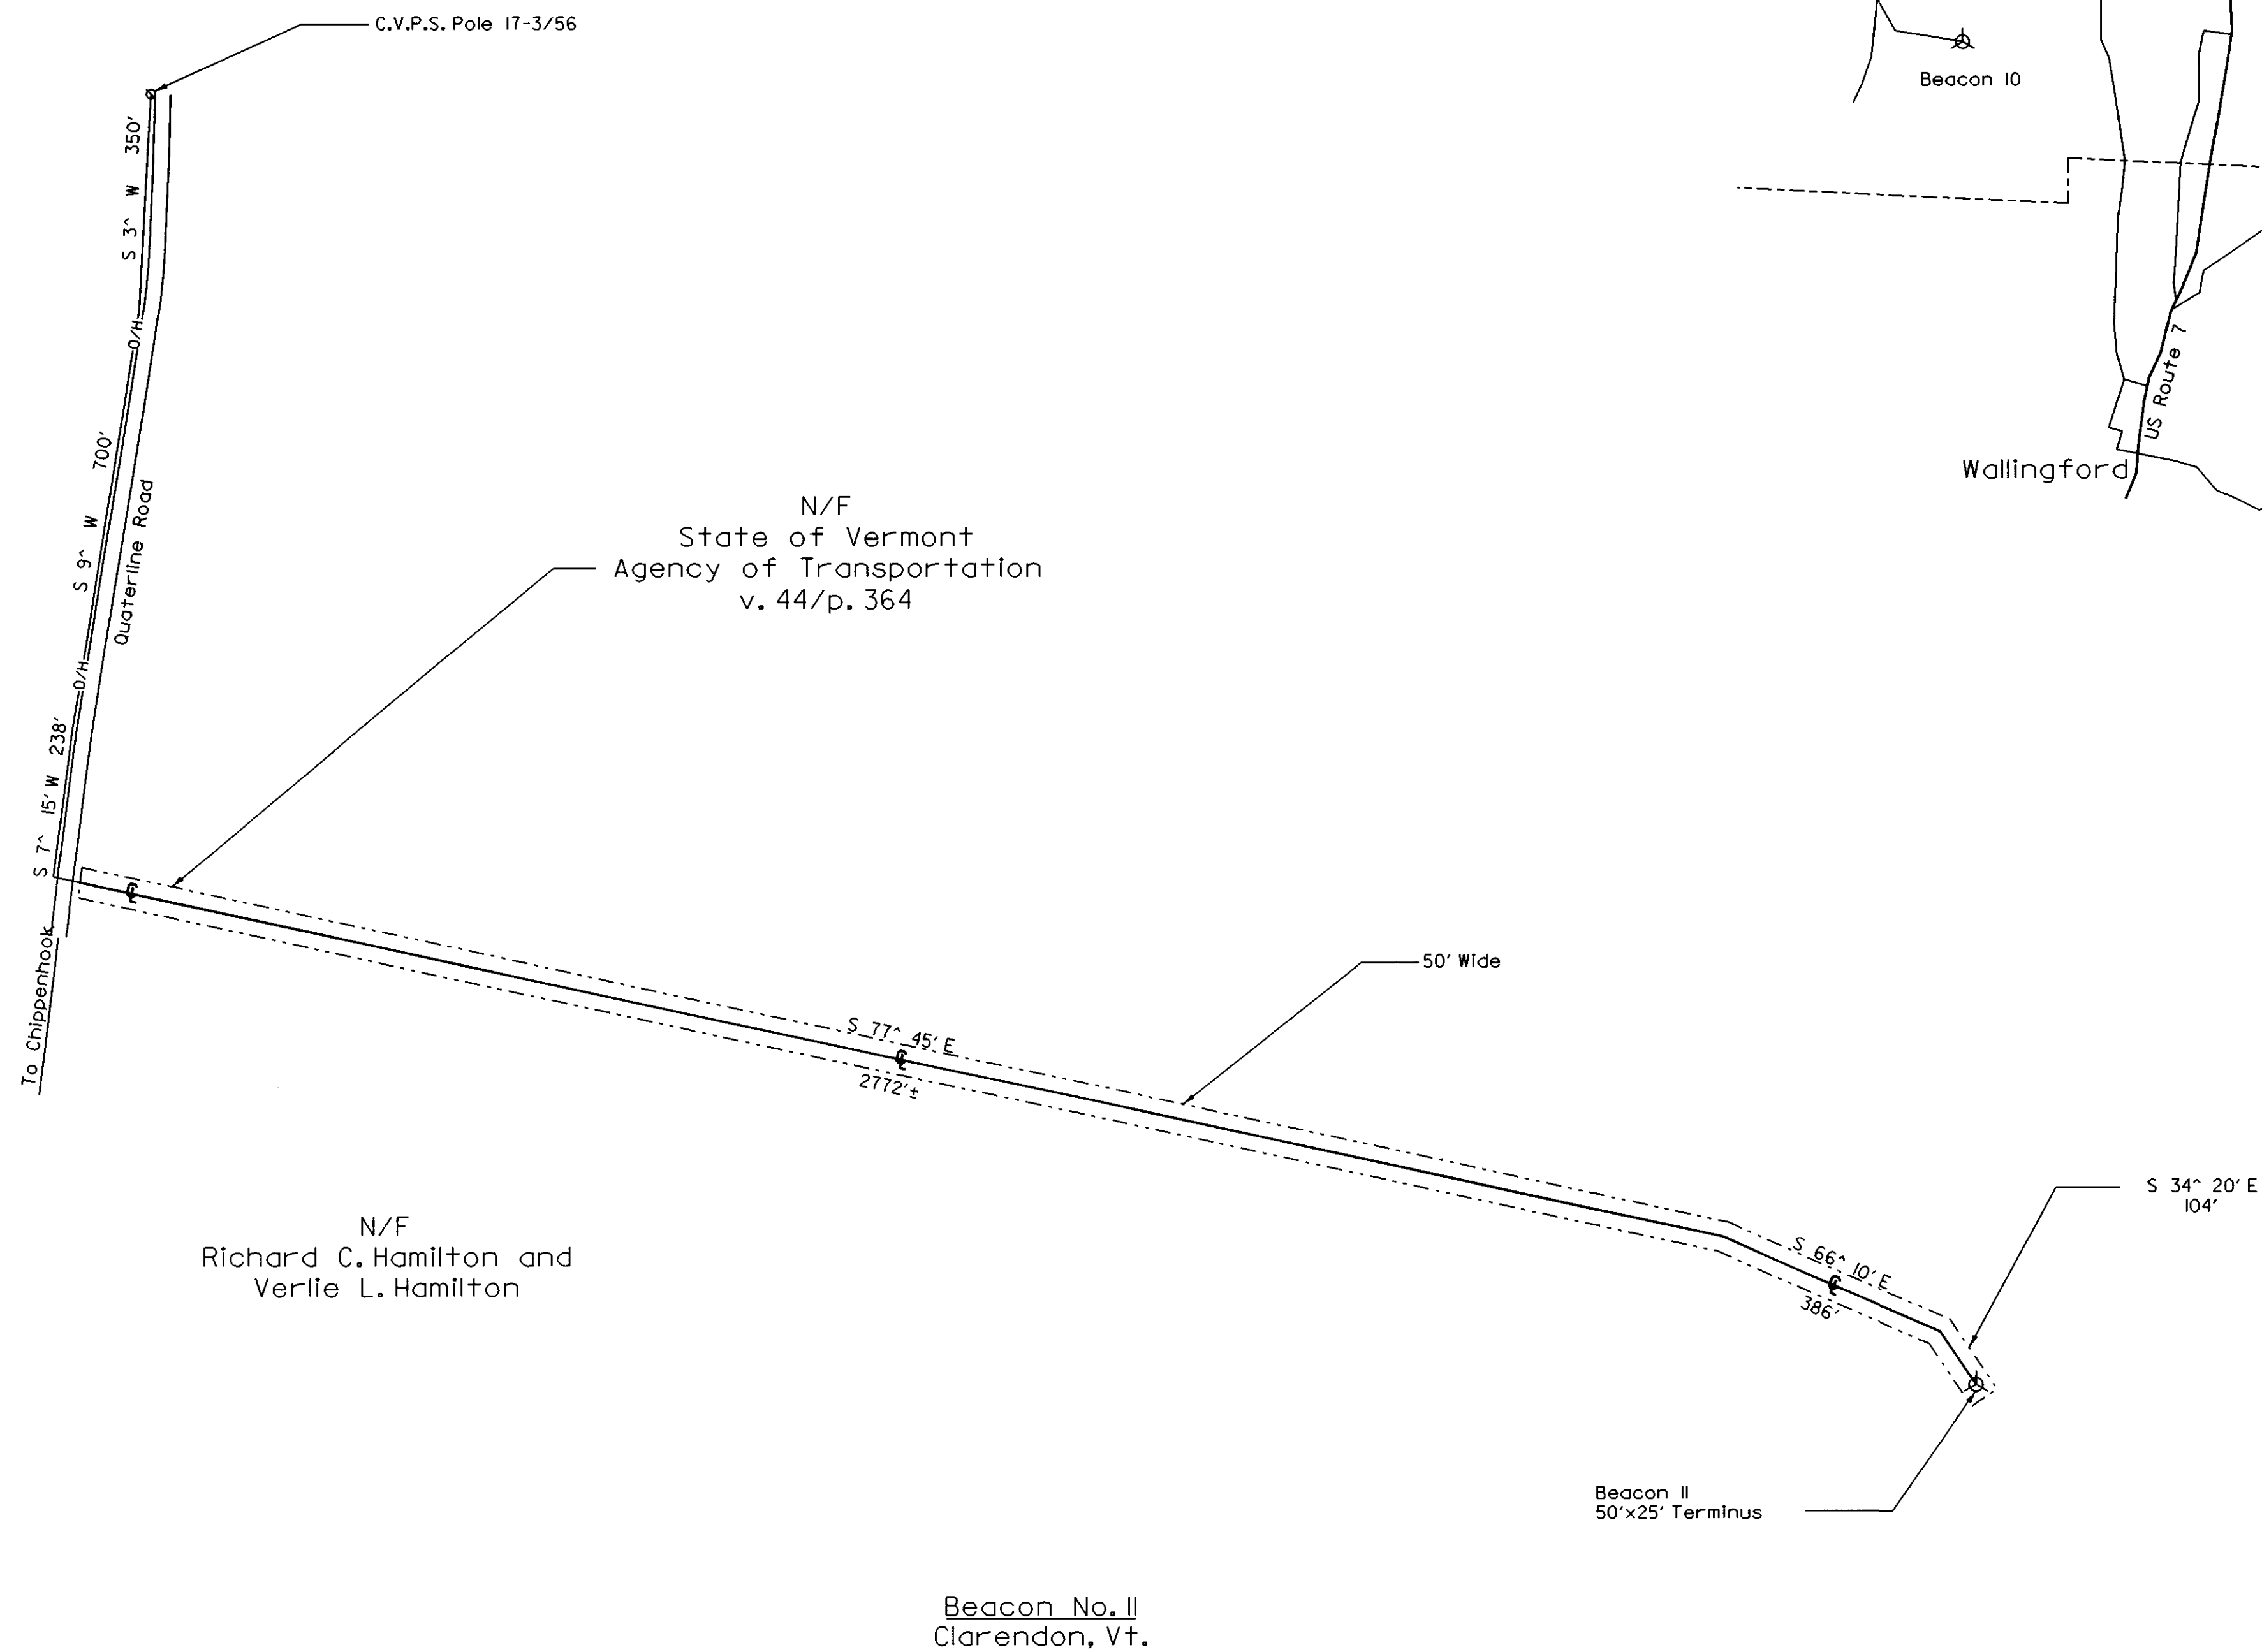 C.V.P.S. Pole 17-3/56
Beacon 10
S 3^ W 350'
O/H
US Route 7
Wallingford
S 9^ W 700'
Quaterline Road
N/F
State of Vermont
Agency of Transportation
v. 44/p. 364
O/H
S 7^ 15' W 238'
℄
To Chippenhook
50' Wide
S 77^ 45' E
℄
2772'±
S 34^ 20' E
104'
N/F
Richard C. Hamilton and
Verlie L. Hamilton
S 66^ 10' E
℄
386'
Beacon 11
50'x25' Terminus
Beacon No. 11
Clarendon, Vt.